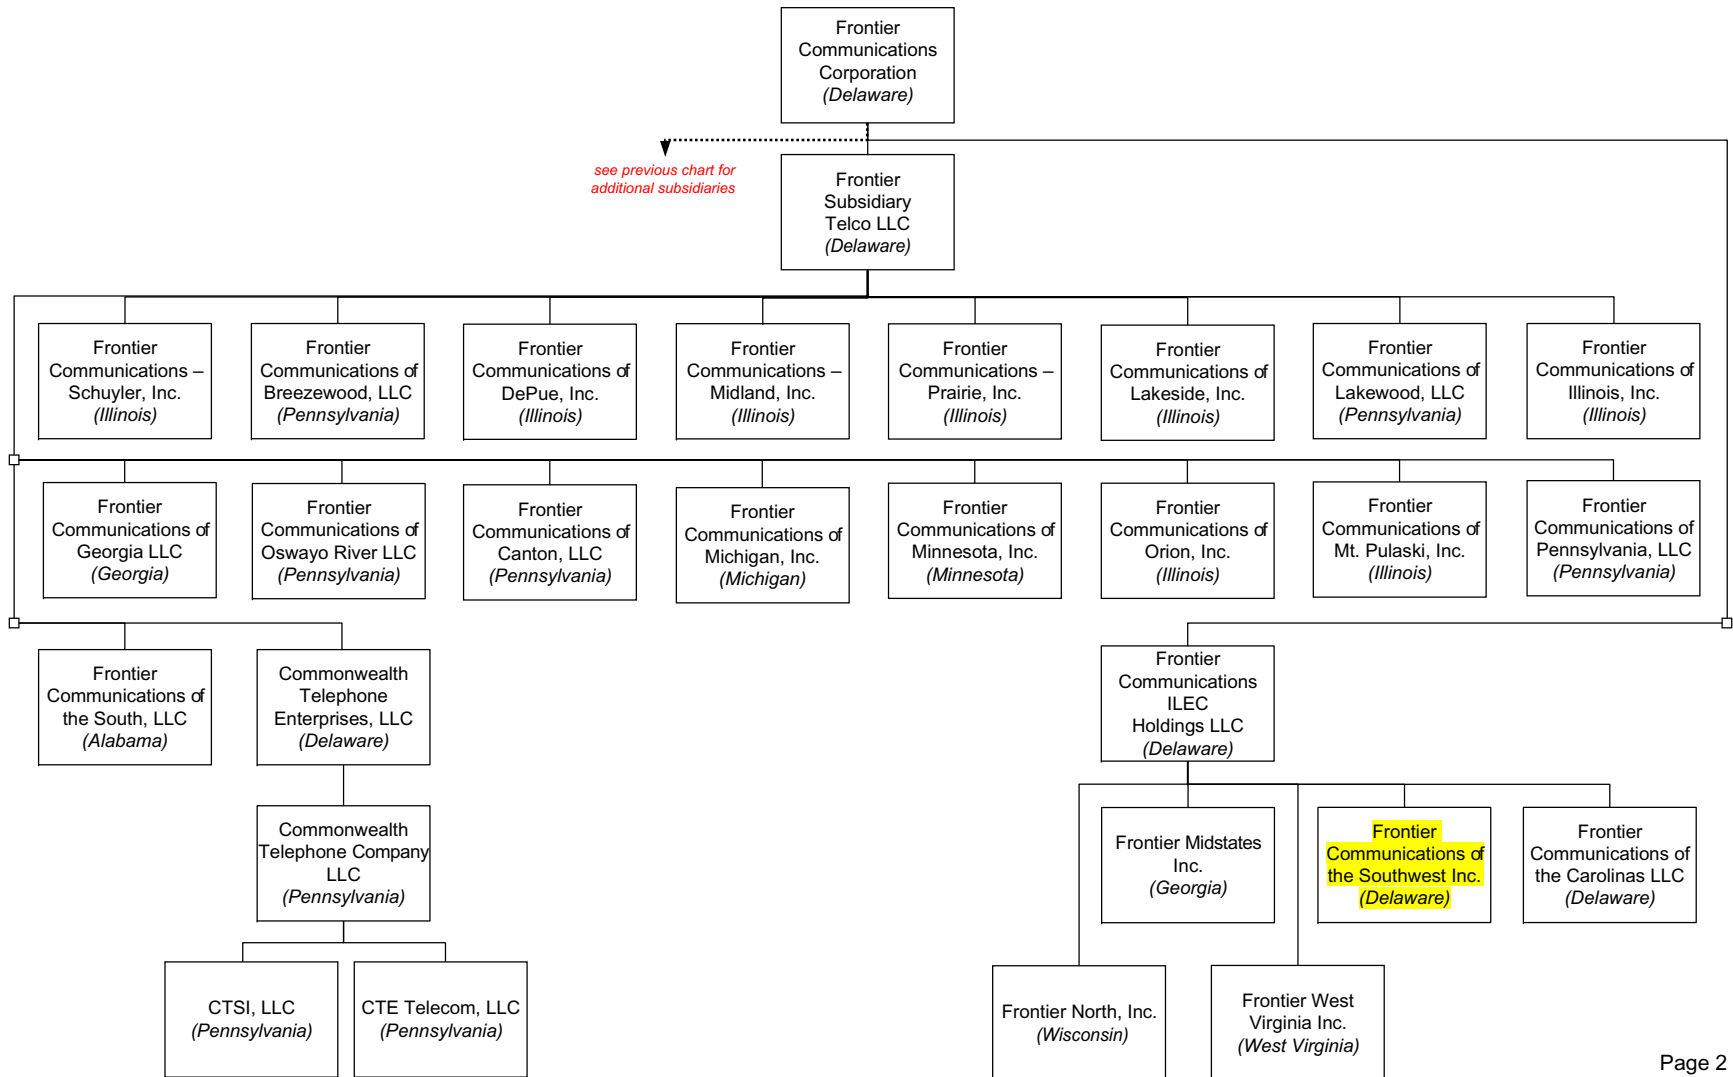 Frontier
Communications
Corporation
(Delaware)
see previous chart for
additional subsidiaries
Frontier
Subsidiary
Telco LLC
(Delaware)
Frontier
Communications –
Schuyler, Inc.
(Illinois)
Frontier
Communications of
Breezewood, LLC
(Pennsylvania)
Frontier
Communications of
DePue, Inc.
(Illinois)
Frontier
Communications –
Midland, Inc.
(Illinois)
Frontier
Communications –
Prairie, Inc.
(Illinois)
Frontier
Communications of
Lakeside, Inc.
(Illinois)
Frontier
Communications of
Lakewood, LLC
(Pennsylvania)
Frontier
Communications of
Illinois, Inc.
(Illinois)
Frontier
Communications of
Georgia LLC
(Georgia)
Frontier
Communications of
Oswayo River LLC
(Pennsylvania)
Frontier
Communications of
Canton, LLC
(Pennsylvania)
Frontier
Communications of
Michigan, Inc.
(Michigan)
Frontier
Communications of
Minnesota, Inc.
(Minnesota)
Frontier
Communications of
Orion, Inc.
(Illinois)
Frontier
Communications of
Mt. Pulaski, Inc.
(Illinois)
Frontier
Communications of
Pennsylvania, LLC
(Pennsylvania)
Frontier
Communications of
the South, LLC
(Alabama)
Commonwealth
Telephone
Enterprises, LLC
(Delaware)
Frontier
Communications
ILEC
Holdings LLC
(Delaware)
Commonwealth
Telephone Company
LLC
(Pennsylvania)
Frontier Midstates
Inc.
(Georgia)
Frontier
Communications of
the Southwest Inc.
(Delaware)
Frontier
Communications of
the Carolinas LLC
(Delaware)
CTSI, LLC
(Pennsylvania)
CTE Telecom, LLC
(Pennsylvania)
Frontier North, Inc.
(Wisconsin)
Frontier West
Virginia Inc.
(West Virginia)
Page 2